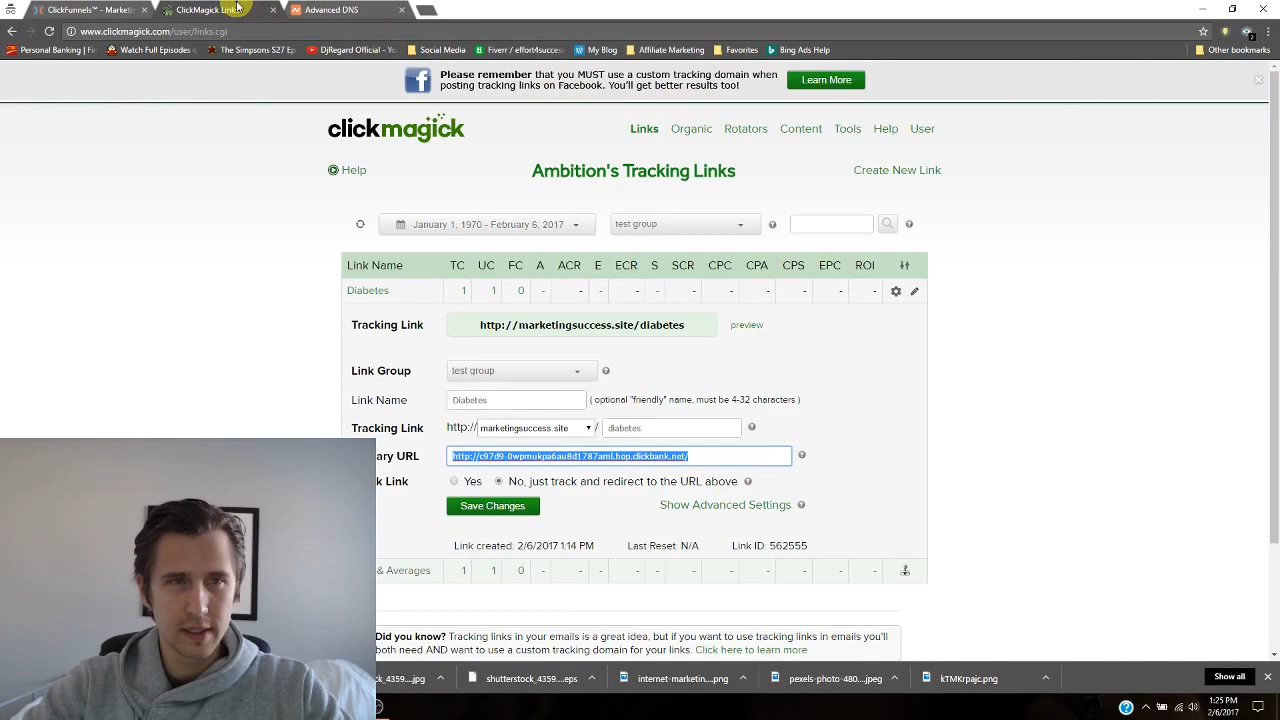 ClickFunnels™ - Marketin
ClickMagick Links
Advanced DNS
www.clickmagick.com/user/links.cgi
Personal Banking | Fin
Watch Full Episodes o
The Simpsons S27 Ep
DjRegard Official - Yo
Social Media
Fiverr / effort4success
My Blog
Affiliate Marketing
Favorites
Bing Ads Help
Other bookmarks
Please remember that you MUST use a custom tracking domain when
posting tracking links on Facebook. You'll get better results too!
Learn More
clickmagick
Links Organic Rotators Content Tools Help User
Help
Ambition's Tracking Links
Create New Link
January 1, 1970 - February 6, 2017
test group
Link Name TC UC FC A ACR E ECR S SCR CPC CPA CPS EPC ROI
Diabetes 1 1 0 - - - - - - - - - - -
Tracking Link http://marketingsuccess.site/diabetes preview
Link Group test group
Link Name Diabetes ( optional "friendly" name, must be 4-32 characters )
Tracking Link http:// marketingsuccess.site / diabetes
ary URL http://c97d9-0wpmukpa6au8d1787aml.hop.clickbank.net/
k Link Yes No, just track and redirect to the URL above
Save Changes
Show Advanced Settings
Link created: 2/6/2017 1:14 PM Last Reset: N/A Link ID: 562555
& Averages 1 1 0 - - - - - - - - - - -
Did you know? Tracking links in your emails is a great idea, but if you want to use tracking links in emails you'll
both need AND want to use a custom tracking domain for your links. Click here to learn more
ck_4359....jpg
shutterstock_4359....eps
internet-marketin....png
pexels-photo-480....jpeg
kTMKrpajc.png
Show all
1:25 PM
2/6/2017